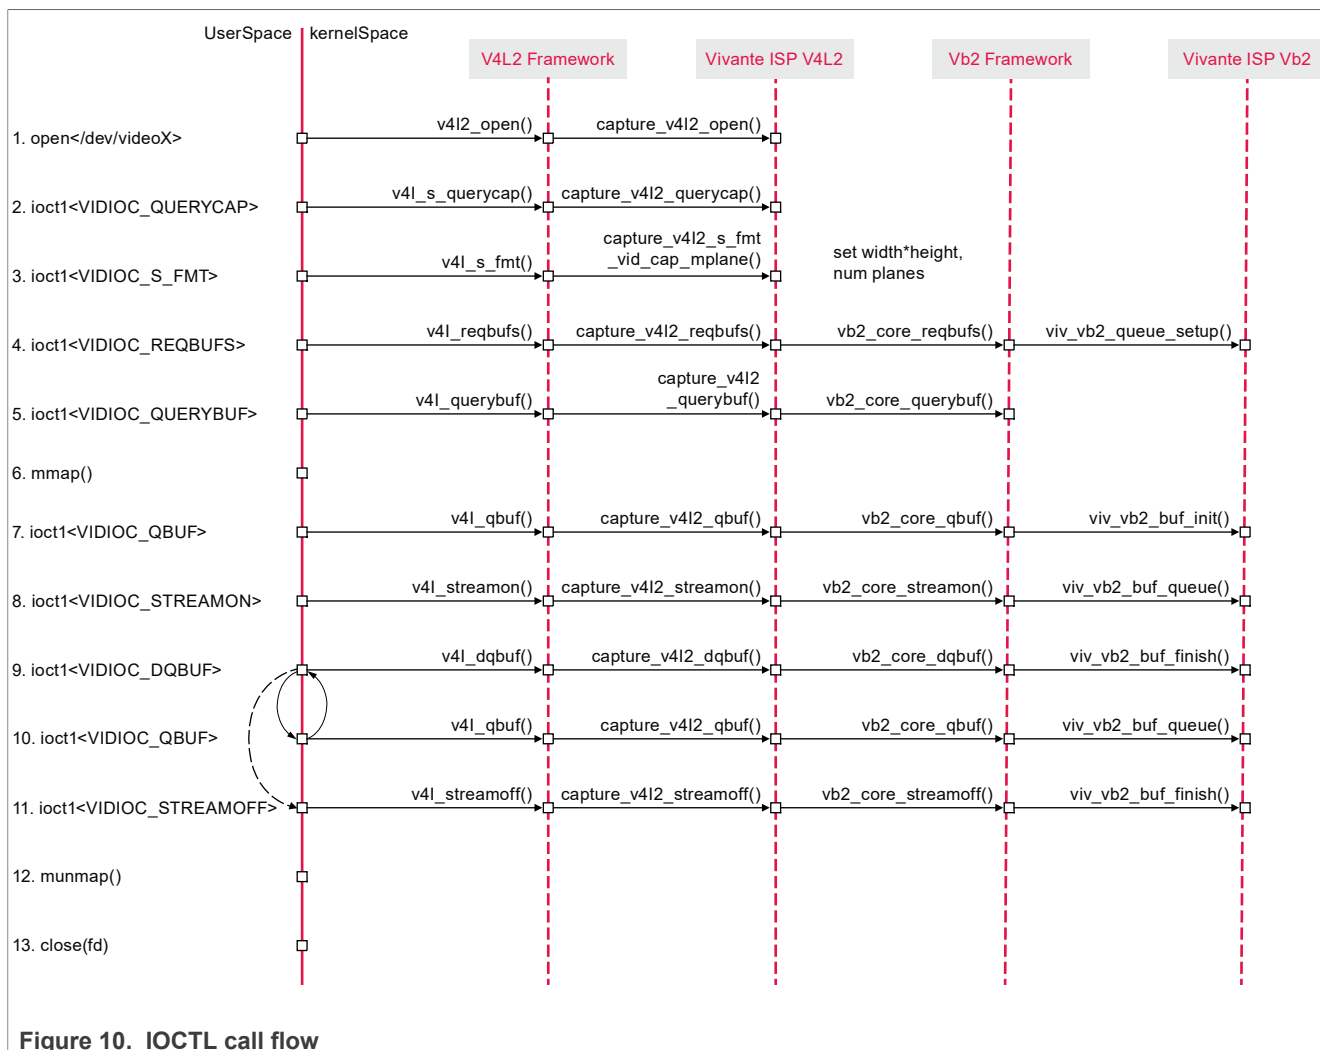 UserSpace kernelSpace
V4L2 Framework Vivante ISP V4L2 Vb2 Framework Vivante ISP Vb2
1. open</dev/videoX> v4l2_open() capture_v4l2_open()
2. ioct1<VIDIOC_QUERYCAP> v4l_s_querycap() capture_v4l2_querycap()
capture_v4l2_s_fmt
_vid_cap_mplane()
3. ioct1<VIDIOC_S_FMT> v4l_s_fmt()
set width*height,
num planes
4. ioct1<VIDIOC_REQBUFS> v4l_reqbufs() capture_v4l2_reqbufs() vb2_core_reqbufs() viv_vb2_queue_setup()
capture_v4l2
_querybuf()
5. ioct1<VIDIOC_QUERYBUF> v4l_querybuf() vb2_core_querybuf()
6. mmap()
7. ioct1<VIDIOC_QBUF> v4l_qbuf() capture_v4l2_qbuf() vb2_core_qbuf() viv_vb2_buf_init()
8. ioct1<VIDIOC_STREAMON> v4l_streamon() capture_v4l2_streamon() vb2_core_streamon() viv_vb2_buf_queue()
9. ioct1<VIDIOC_DQBUF> v4l_dqbuf() capture_v4l2_dqbuf() vb2_core_dqbuf() viv_vb2_buf_finish()
10. ioct1<VIDIOC_QBUF> v4l_qbuf() capture_v4l2_qbuf() vb2_core_qbuf() viv_vb2_buf_queue()
11. ioct1<VIDIOC_STREAMOFF> v4l_streamoff() capture_v4l2_streamoff() vb2_core_streamoff() viv_vb2_buf_finish()
12. munmap()
13. close(fd)
Figure 10. IOCTL call flow